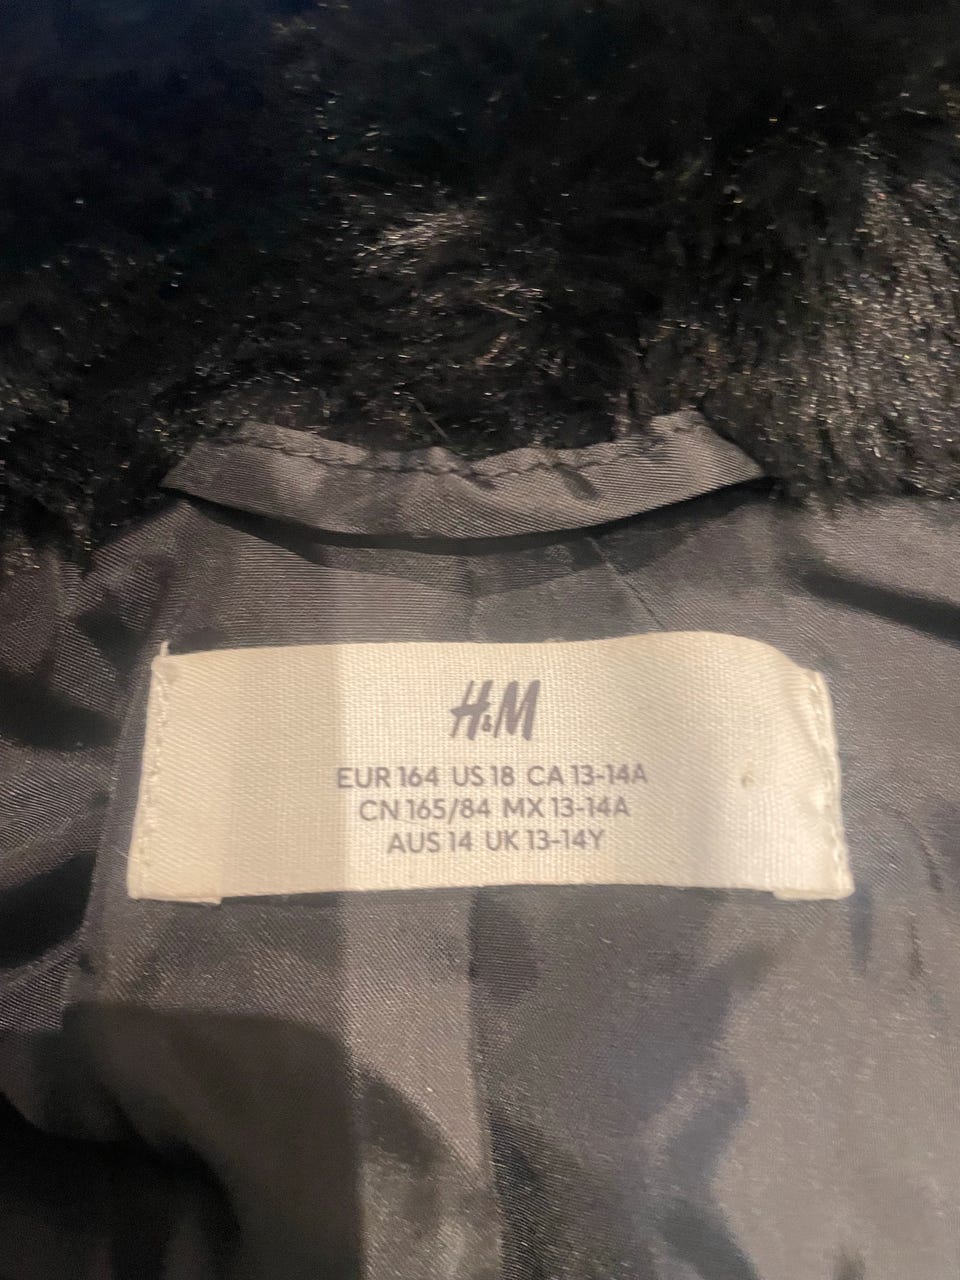 H&M
EUR 164 US 18 CA 13-14A
CN 165/84 MX 13-14A
AUS 14 UK 13-14Y